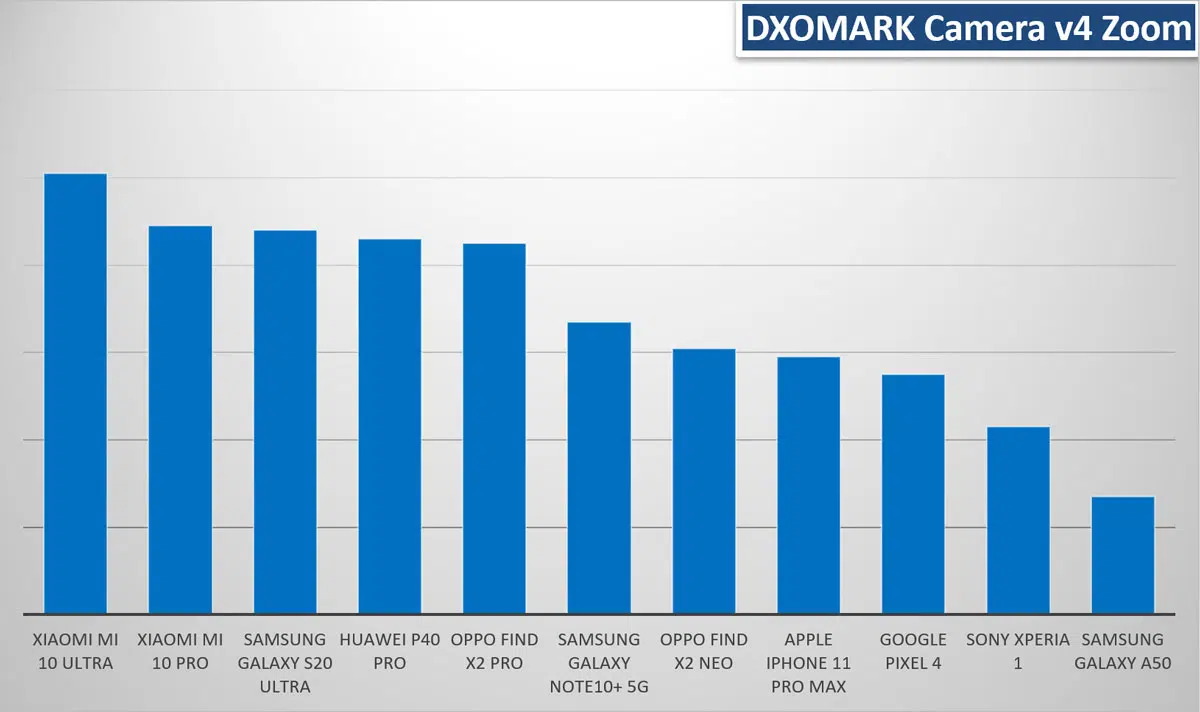 DXOMARK Camera v4 Zoom
XIAOMI MI
10 ULTRA
XIAOMI MI
10 PRO
SAMSUNG
GALAXY S20
ULTRA
HUAWEI P40
PRO
OPPO FIND
X2 PRO
SAMSUNG
GALAXY
NOTE10+ 5G
OPPO FIND
X2 NEO
APPLE
IPHONE 11
PRO MAX
GOOGLE
PIXEL 4
SONY XPERIA
1
SAMSUNG
GALAXY A50